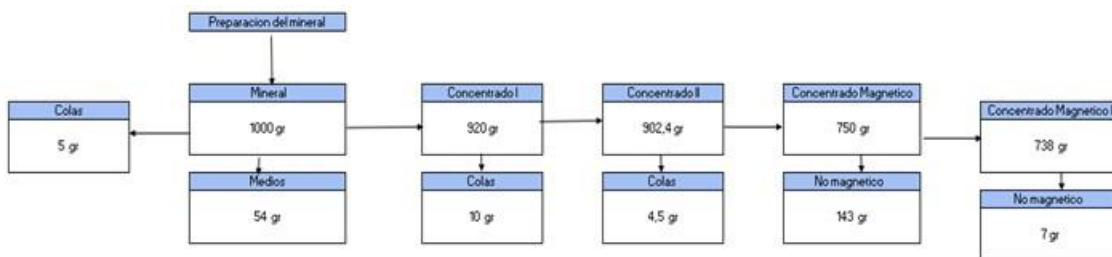 Preparacion del mineral
Mineral
1000 gr
Colas
5 gr
Medios
54 gr
Concentrado I
920 gr
Colas
10 gr
Concentrado II
902,4 gr
Colas
4,5 gr
Concentrado Magnetico
750 gr
No magnetico
143 gr
Concentrado Magnetico
738 gr
No magnetico
7 gr